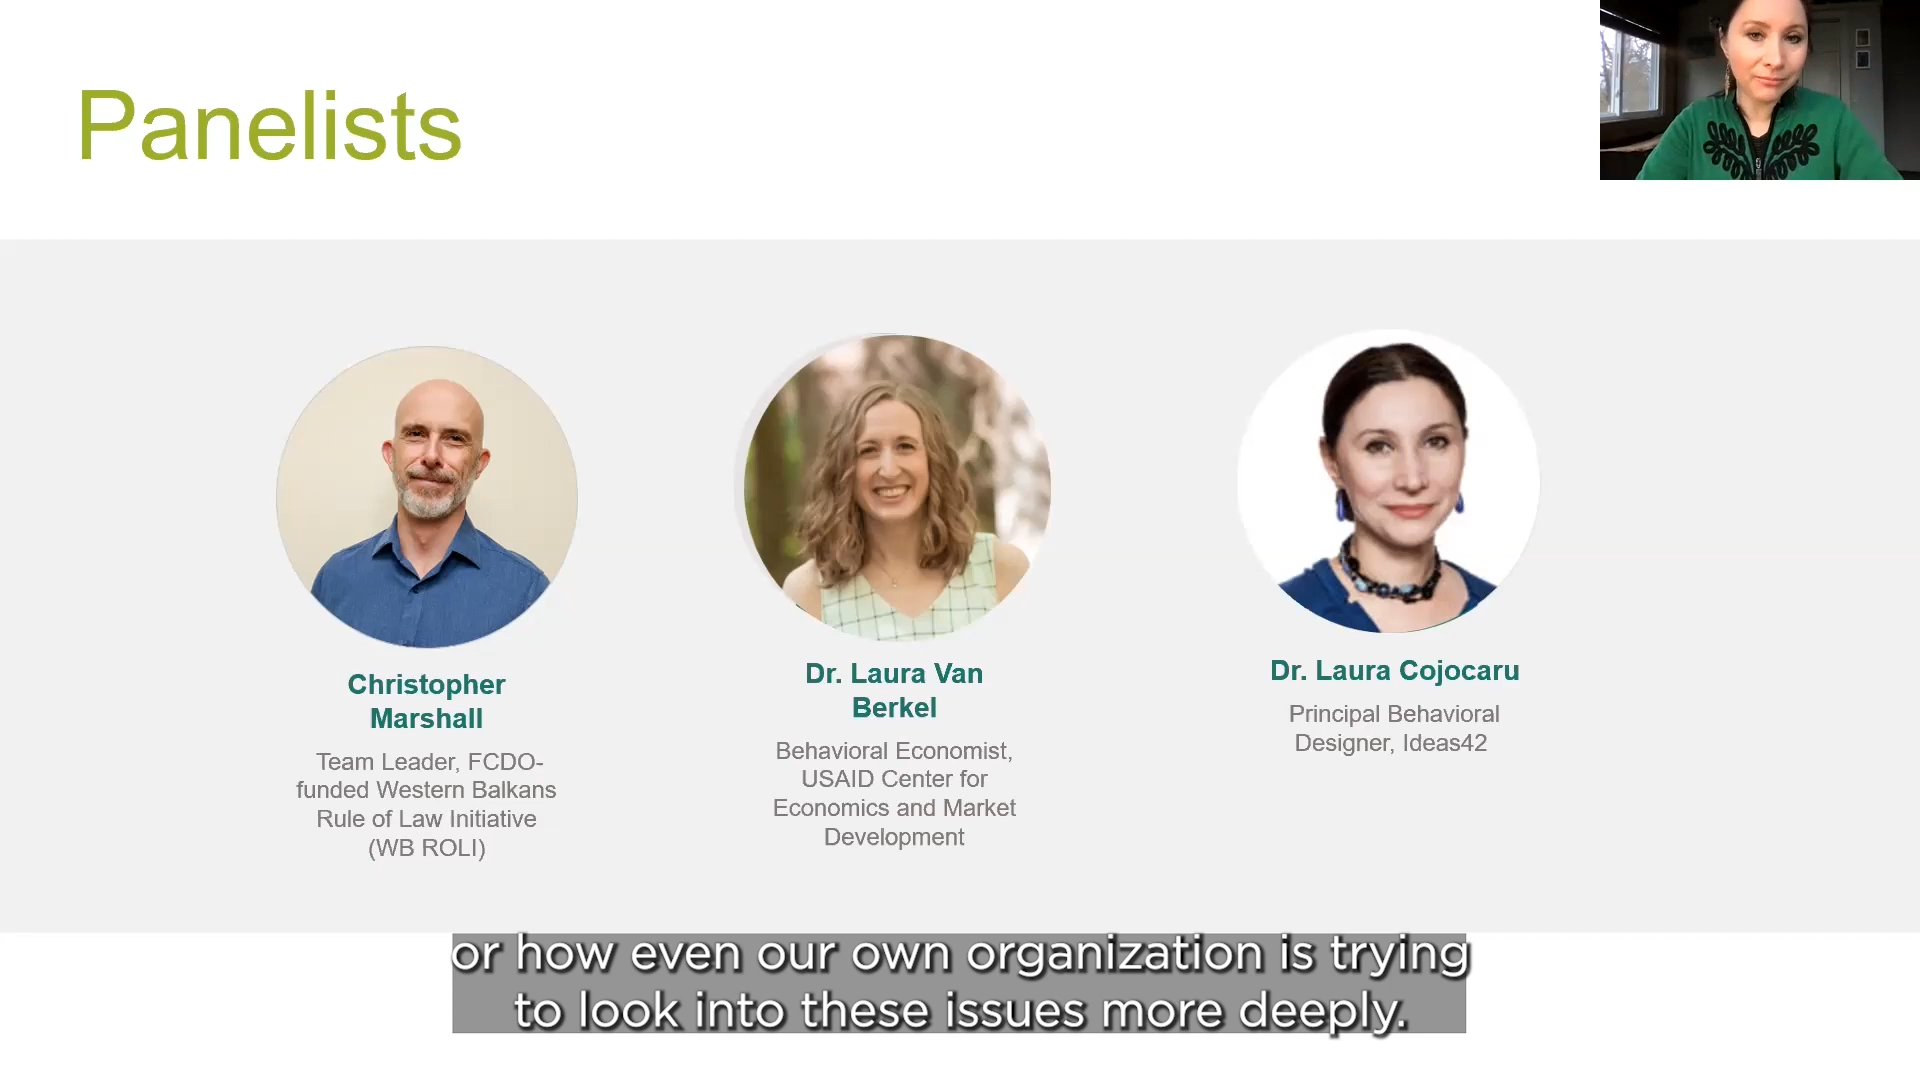 Panelists
Christopher
Marshall
Team Leader, FCDO-
funded Western Balkans
Rule of Law Initiative
(WB ROLI)
Dr. Laura Van
Berkel
Behavioral Economist,
USAID Center for
Economics and Market
Development
Dr. Laura Cojocaru
Principal Behavioral
Designer, Ideas42
or how even our own organization is trying
to look into these issues more deeply.